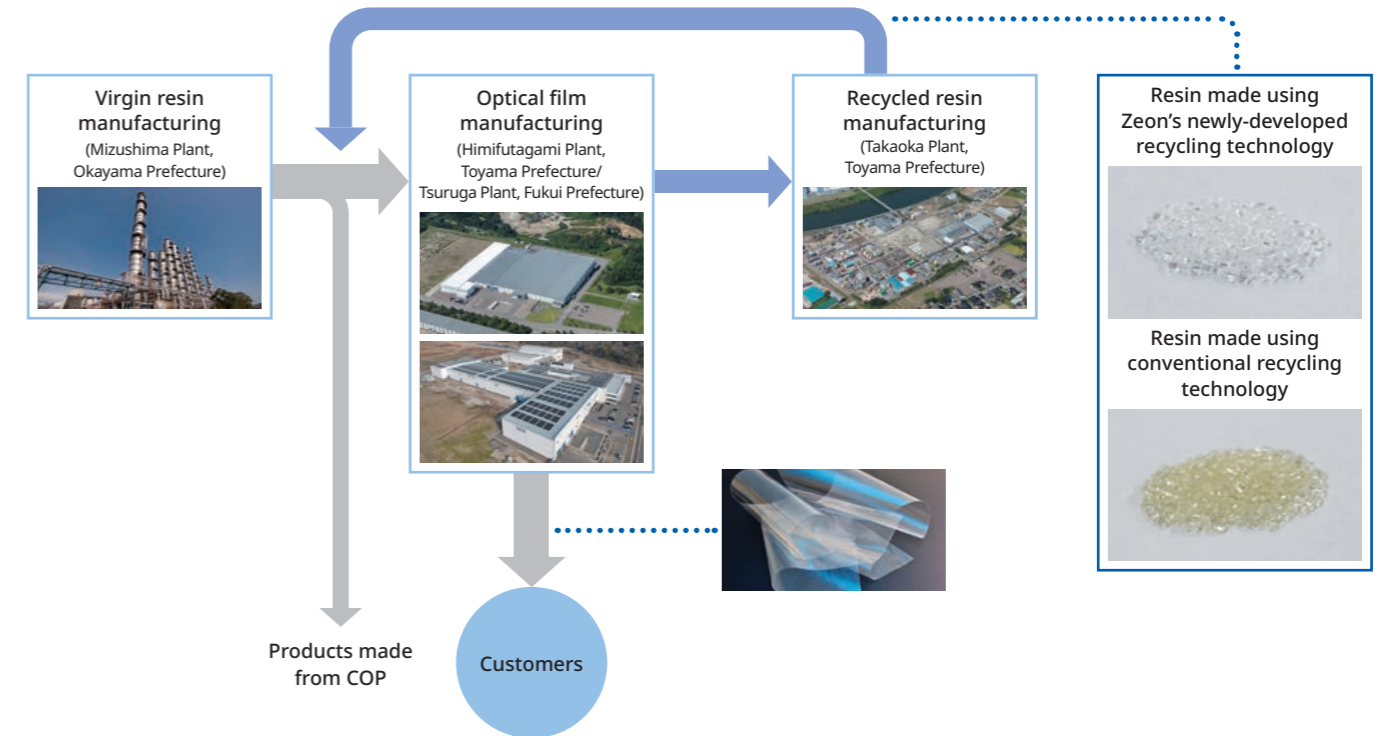 Virgin resin
manufacturing
(Mizushima Plant,
Okayama Prefecture)
Optical film
manufacturing
(Himifutagami Plant,
Toyama Prefecture/
Tsuruga Plant, Fukui Prefecture)
Recycled resin
manufacturing
(Takaoka Plant,
Toyama Prefecture)
Resin made using
Zeon’s newly-developed
recycling technology
Resin made using
conventional recycling
technology
Products made
from COP
Customers